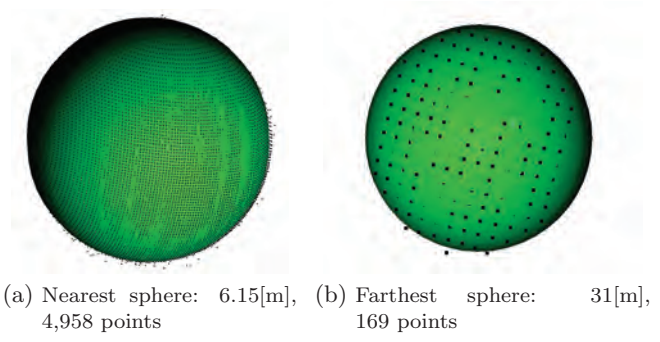 (a) Nearest sphere: 6.15[m],
4,958 points
(b) Farthest sphere: 31[m],
169 points